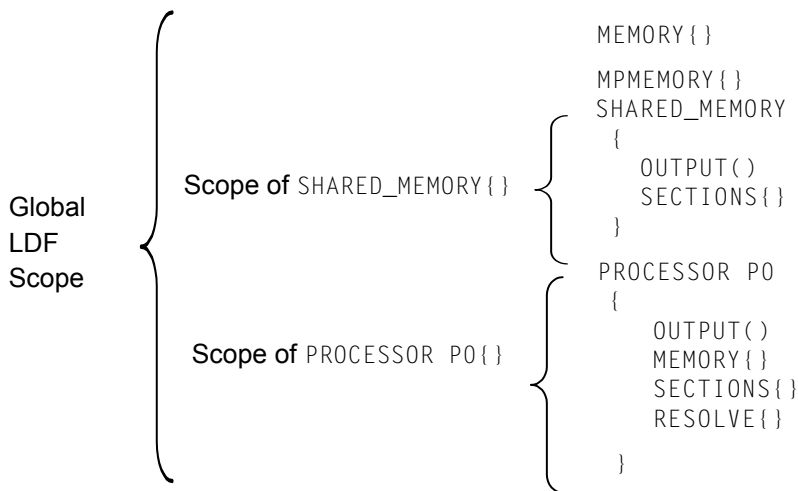 Global
LDF
Scope
Scope of SHARED_MEMORY{}
Scope of PROCESSOR P0{}
MEMORY{}
MPMEMORY{}
SHARED_MEMORY
{
OUTPUT()
SECTIONS{}
}
PROCESSOR P0
{
OUTPUT()
MEMORY{}
SECTIONS{}
RESOLVE{}
}